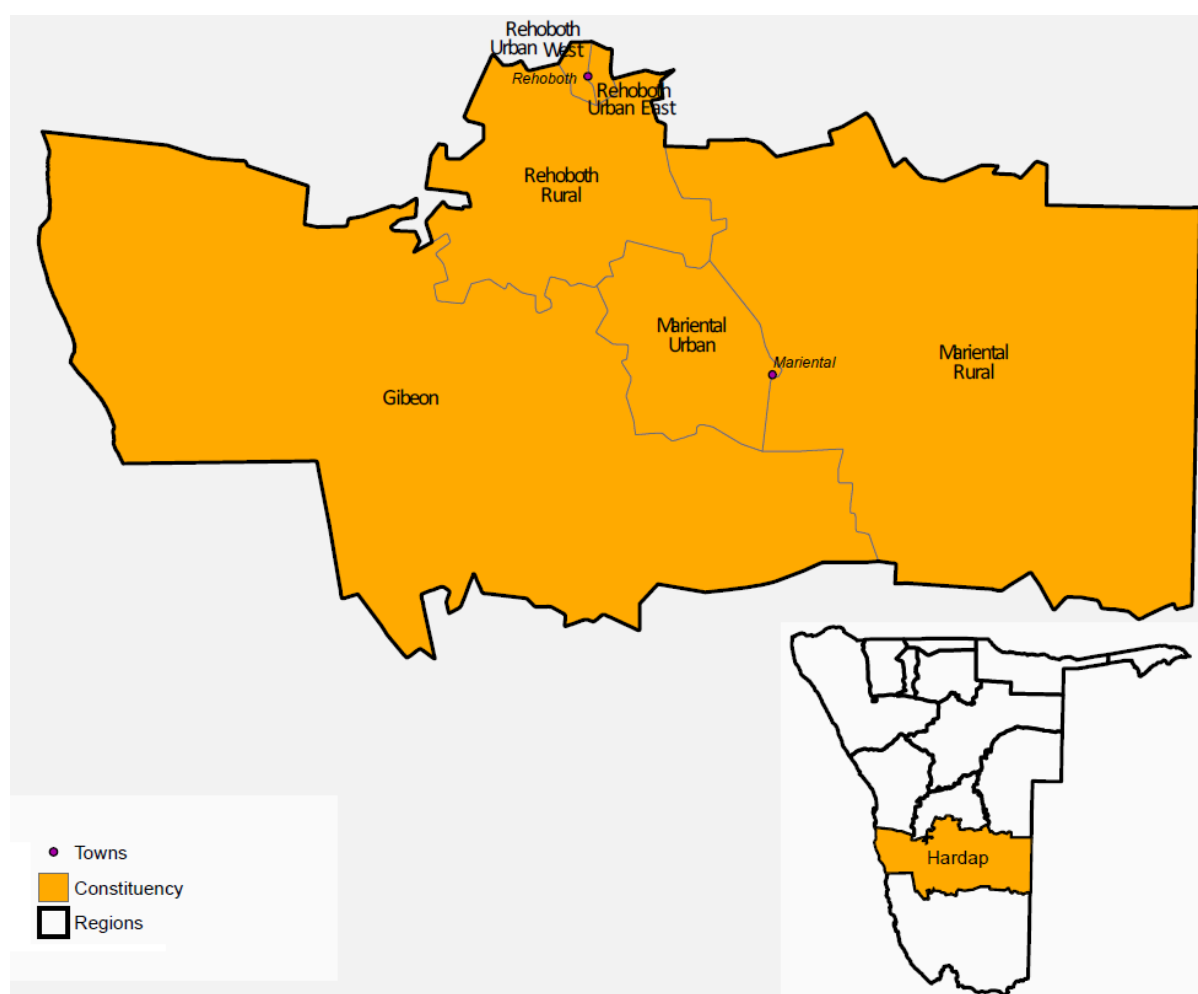 Rehoboth
Urban West
Rehoboth
Rehoboth
Urban East
Rehoboth
Rural
Mariental
Urban
Mariental
Mariental
Rural
Gibeon
Towns
Constituency
Regions
Hardap